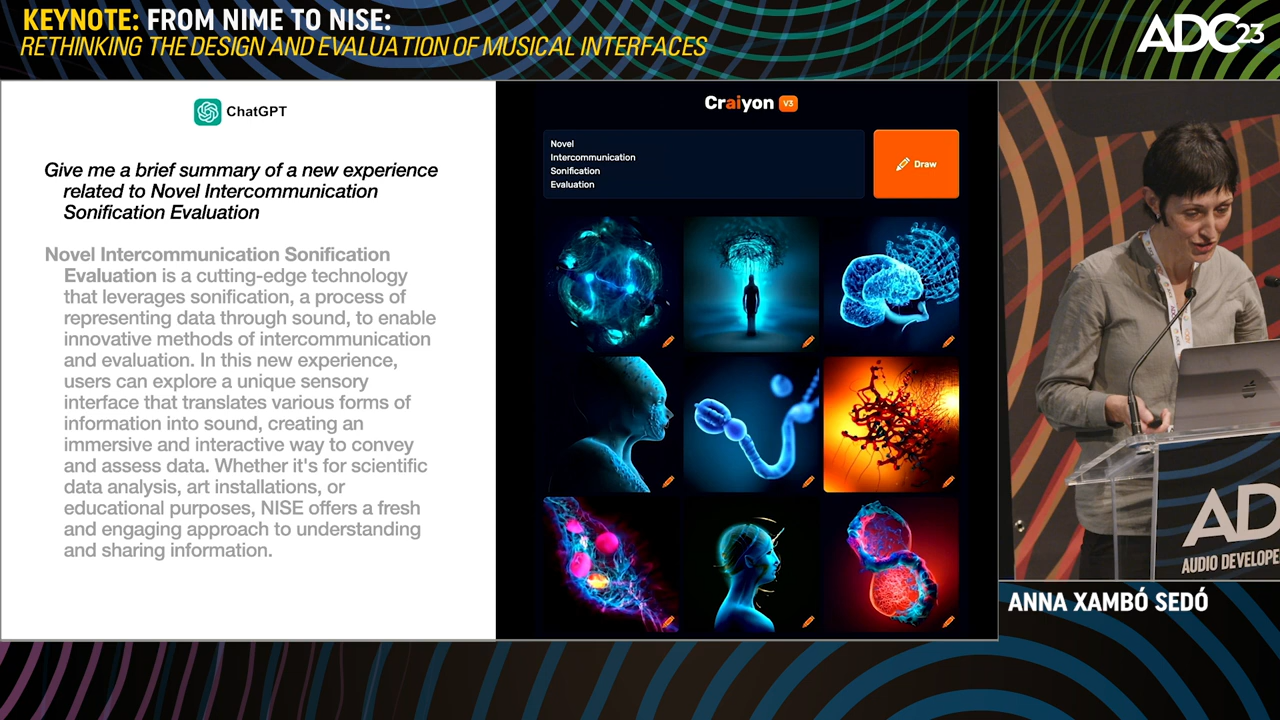 KEYNOTE: FROM NIME TO NISE:
RETHINKING THE DESIGN AND EVALUATION OF MUSICAL INTERFACES
ADC23
ChatGPT
Give me a brief summary of a new experience
related to Novel Intercommunication
Sonification Evaluation
Novel Intercommunication Sonification
Evaluation is a cutting-edge technology
that leverages sonification, a process of
representing data through sound, to enable
innovative methods of intercommunication
and evaluation. In this new experience,
users can explore a unique sensory
interface that translates various forms of
information into sound, creating an
immersive and interactive way to convey
and assess data. Whether it's for scientific
data analysis, art installations, or
educational purposes, NISE offers a fresh
and engaging approach to understanding
and sharing information.
Craiyon V3
Novel
Intercommunication
Sonification
Evaluation
Draw
AD
AUDIO DEVELOPE
ANNA XAMBÓ SEDÓ